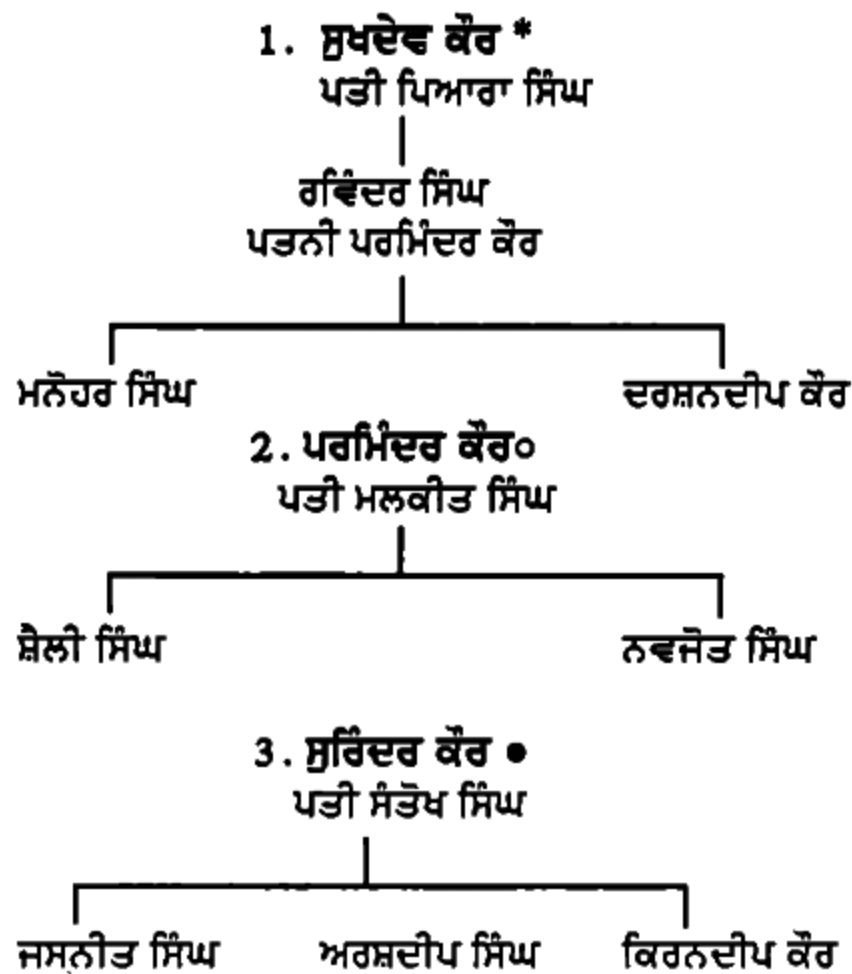 1. ਸੁਖਦੇਵ ਕੌਰ *
ਪਤੀ ਪਿਆਰਾ ਸਿੰਘ
ਰਵਿੰਦਰ ਸਿੰਘ
ਪਤਨੀ ਪਰਮਿੰਦਰ ਕੌਰ
ਮਨੋਹਰ ਸਿੰਘ ਦਰਸ਼ਨਦੀਪ ਕੌਰ
2. ਪਰਮਿੰਦਰ ਕੌਰ○
ਪਤੀ ਮਲਕੀਤ ਸਿੰਘ
ਸ਼ੈਲੀ ਸਿੰਘ ਨਵਜੋਤ ਸਿੰਘ
3. ਸੁਰਿੰਦਰ ਕੌਰ ●
ਪਤੀ ਸੰਤੋਖ ਸਿੰਘ
ਜਸਨੀਤ ਸਿੰਘ ਅਰਸ਼ਦੀਪ ਸਿੰਘ ਕਿਰਨਦੀਪ ਕੌਰ